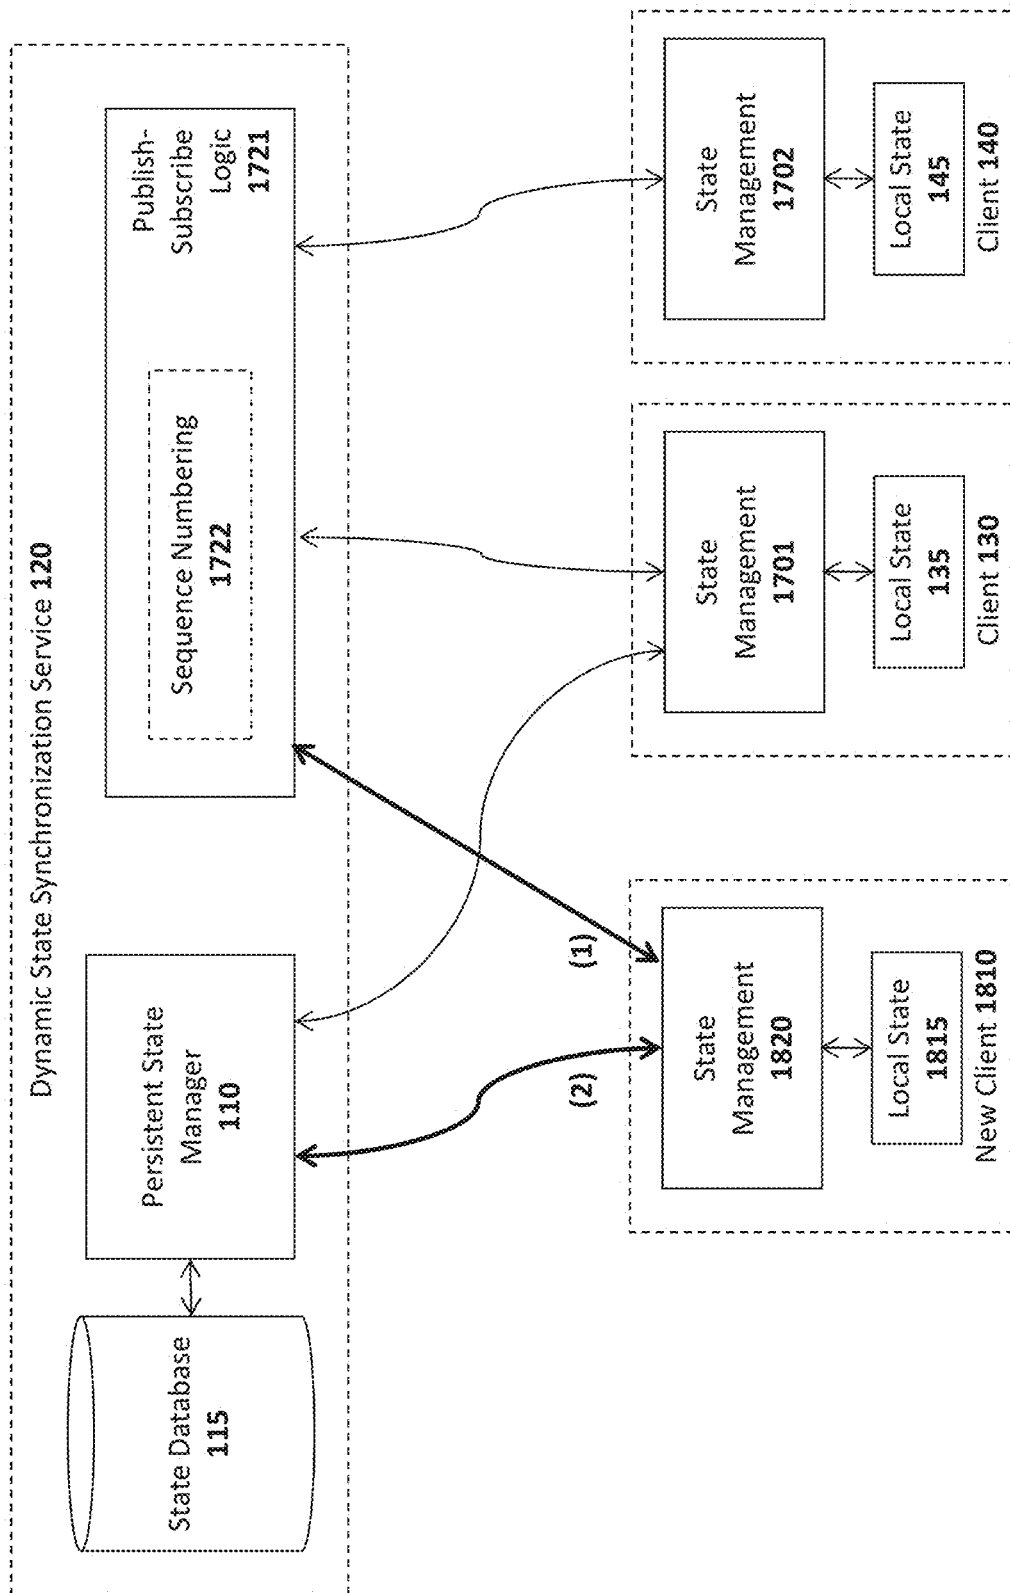 Dynamic State Synchronization Service 120
State Database
115
Persistent State
Manager
110
Sequence Numbering
1722
Publish-
Subscribe
Logic
1721
(2)
(1)
State
Management
1820
Local State
1815
New Client 1810
State
Management
1701
Local State
135
Client 130
State
Management
1702
Local State
145
Client 140